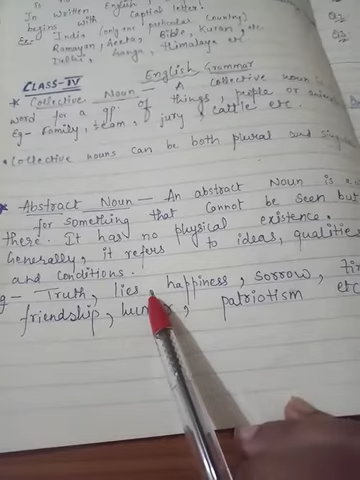 In Written English
begins with capital letter.
Eg- India (only one particular country)
Ramayan, Geeta, Bible, Kuran, etc.
Delhi, Ganga, Himalaya etc
CLASS-IV
English Grammar
* Collective Noun - A collective noun is
word for a gp. of things, people or
Eg- Family, team, jury, cattle etc.
• Collective nouns can be both plural and
* Abstract Noun - An abstract Noun is
for something that cannot be seen but
there. It has no physical existence.
Generally, it refers to ideas, qualities
and conditions.
Eg- Truth, lies, happiness, sorrow,
friendship, patriotism etc